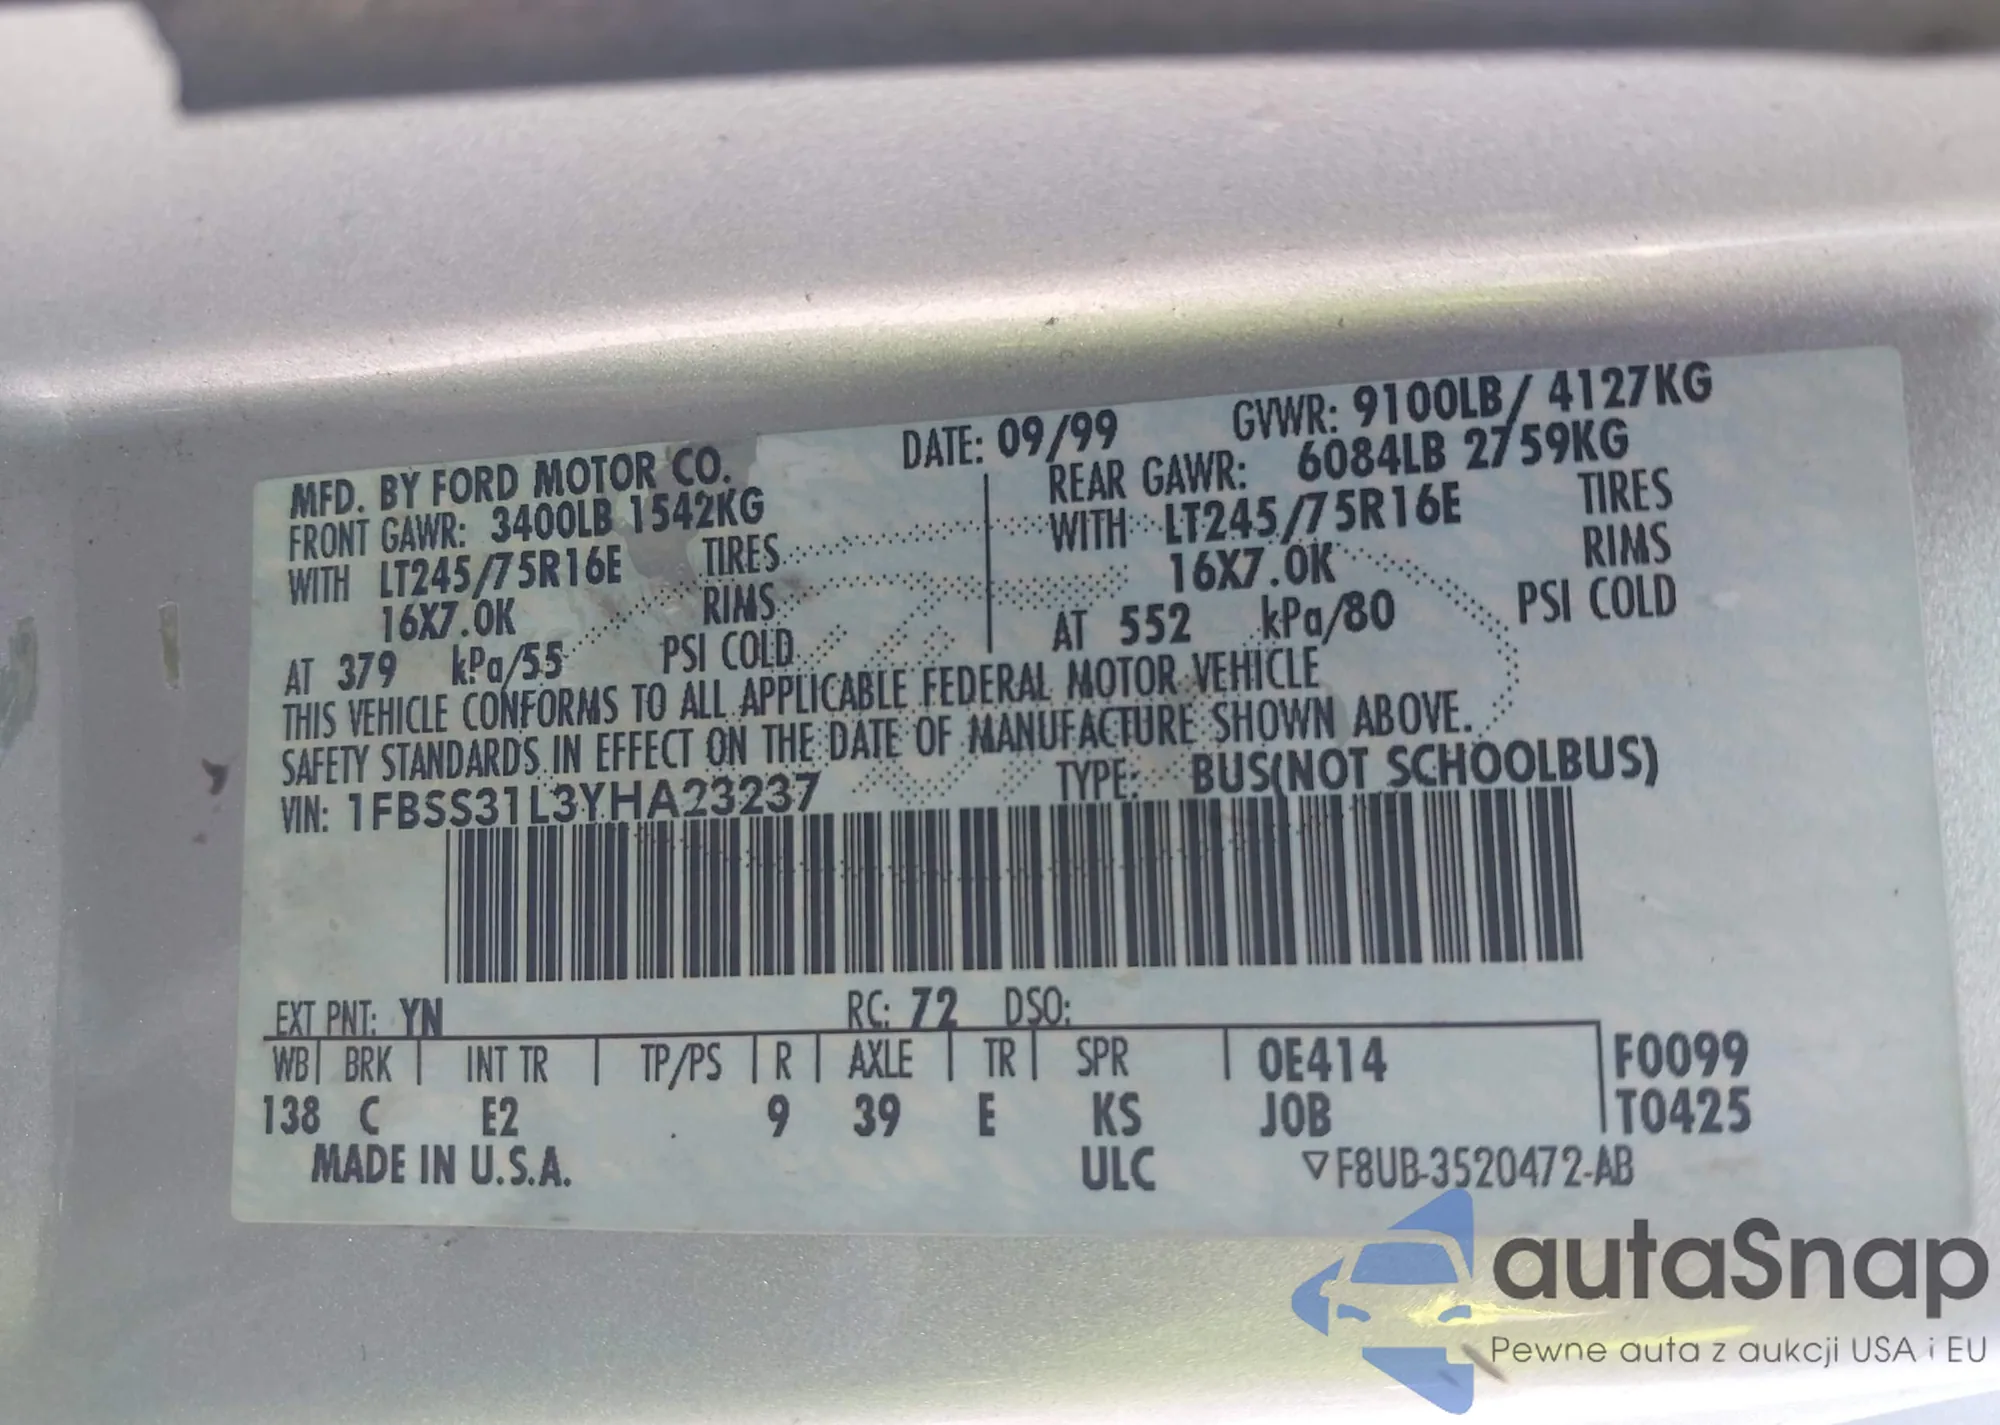 MFD. BY FORD MOTOR CO. DATE: 09/99 GVWR: 9100LB/ 4127KG
FRONT GAWR: 3400LB 1542KG REAR GAWR: 6084LB 2759KG
WITH LT245/75R16E TIRES WITH LT245/75R16E TIRES
16X7.0K RIMS 16X7.0K RIMS
AT 379 kPa/55 PSI COLD AT 552 kPa/80 PSI COLD
THIS VEHICLE CONFORMS TO ALL APPLICABLE FEDERAL MOTOR VEHICLE
SAFETY STANDARDS IN EFFECT ON THE DATE OF MANUFACTURE SHOWN ABOVE.
VIN: 1FBSS31L3YHA23237 TYPE: BUS(NOT SCHOOLBUS)
EXT PNT: YN RC: 72 DSO:
WB BRK INT TR TP/PS R AXLE TR SPR 0E414 F0099
138 C E2 9 39 E KS JOB T0425
MADE IN U.S.A. ULC ▽F8UB-3520472-AB
autaSnap
Pewne auta z aukcji USA i EU